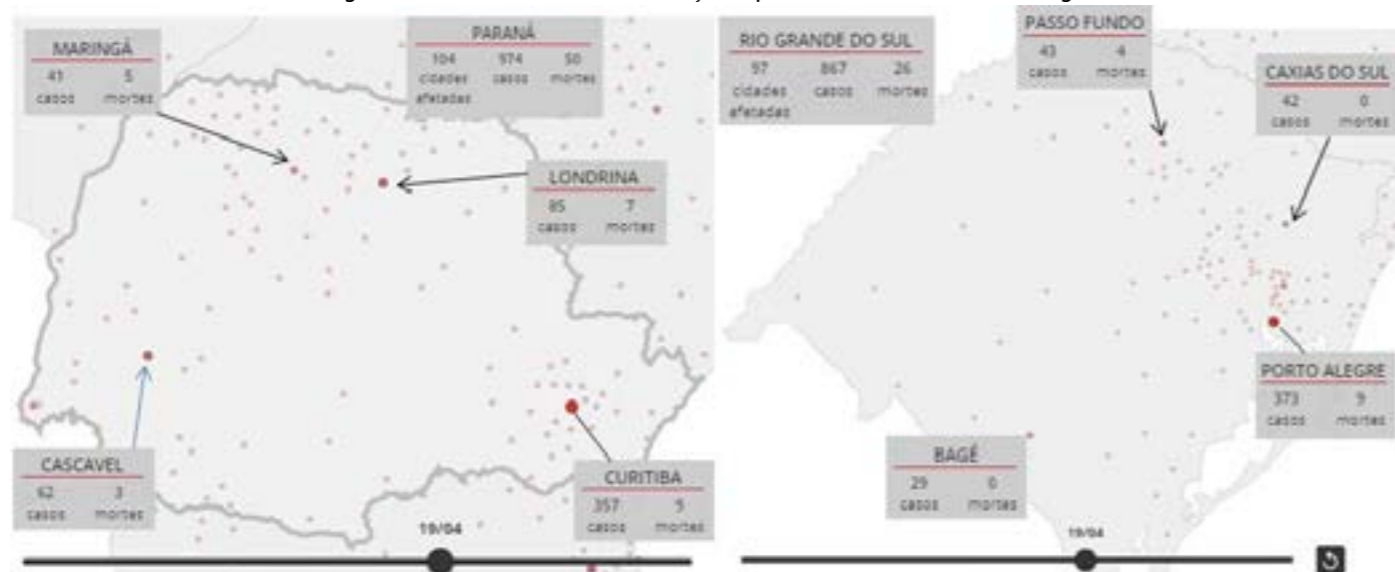 MARINGÁ
41 5
casos mortes
PARANÁ
104 974 50
cidades casos mortes
afetadas
LONDRINA
85 7
casos mortes
CASCAVEL
62 3
casos mortes
CURITIBA
357 9
casos mortes
19/04
RIO GRANDE DO SUL
97 867 26
cidades casos mortes
afetadas
PASSO FUNDO
43 4
casos mortes
CAXIAS DO SUL
42 0
casos mortes
PORTO ALEGRE
373 9
casos mortes
BAGÉ
29 0
casos mortes
19/04